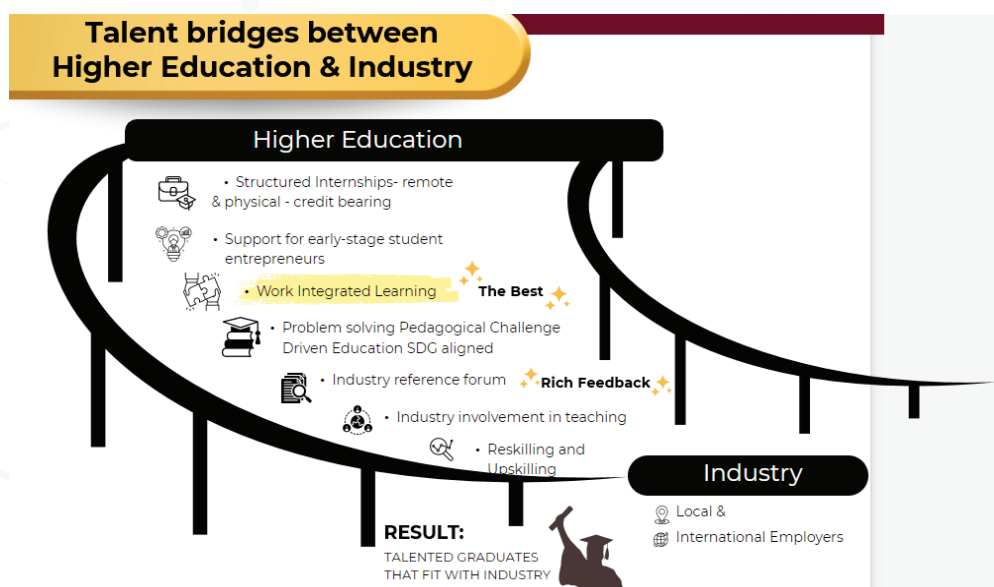 Talent bridges between
Higher Education & Industry
Higher Education
• Structured Internships- remote
& physical - credit bearing
• Support for early-stage student
entrepreneurs
• Work Integrated Learning
The Best
• Problem solving Pedagogical Challenge
Driven Education SDG aligned
• Industry reference forum
Rich Feedback
• Industry involvement in teaching
• Reskilling and
Upskilling
Industry
Local &
International Employers
RESULT:
TALENTED GRADUATES
THAT FIT WITH INDUSTRY